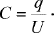 C = q/U.